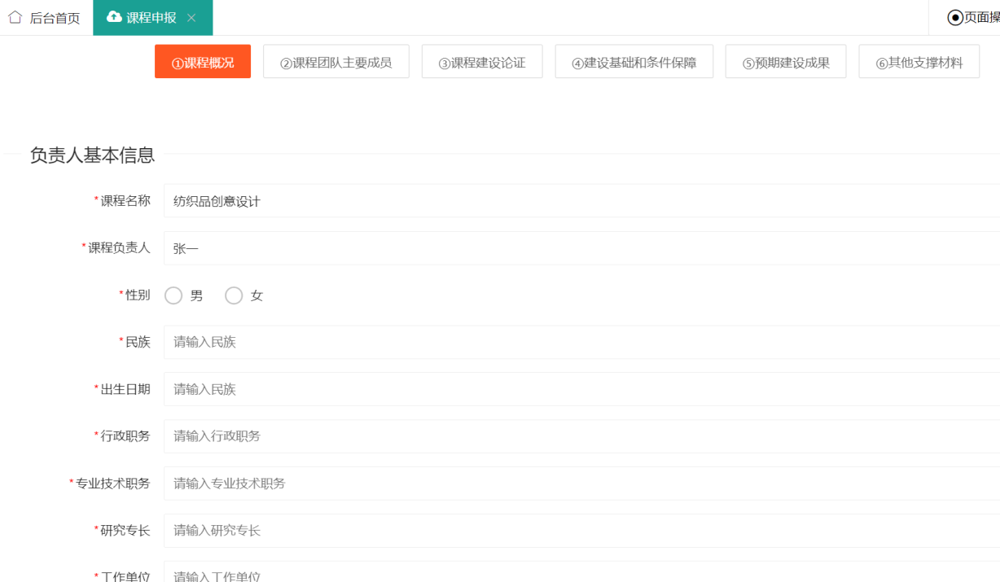 后台首页 课程申报 × 页面操
①课程概况 ②课程团队主要成员 ③课程建设论证 ④建设基础和条件保障 ⑤预期建设成果 ⑥其他支撑材料
负责人基本信息
*课程名称 纺织品创意设计
*课程负责人 张一
*性别 男 女
*民族 请输入民族
*出生日期 请输入民族
*行政职务 请输入行政职务
*专业技术职务 请输入专业技术职务
*研究专长 请输入研究专长
*工作单位 请输入工作单位